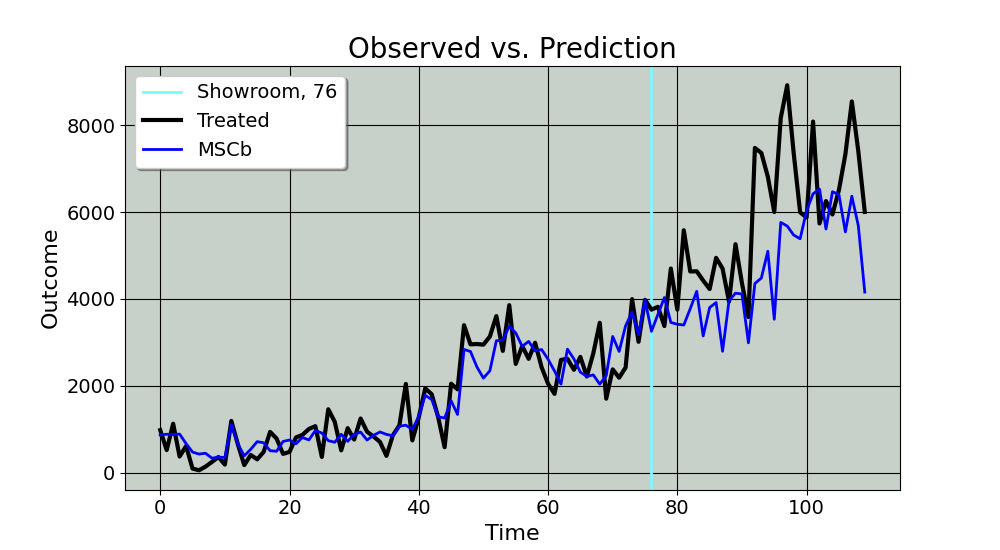 Observed vs. Prediction
Showroom, 76
Treated
MSCb
8000
6000
4000
2000
0
Outcome
0 20 40 60 80 100
Time